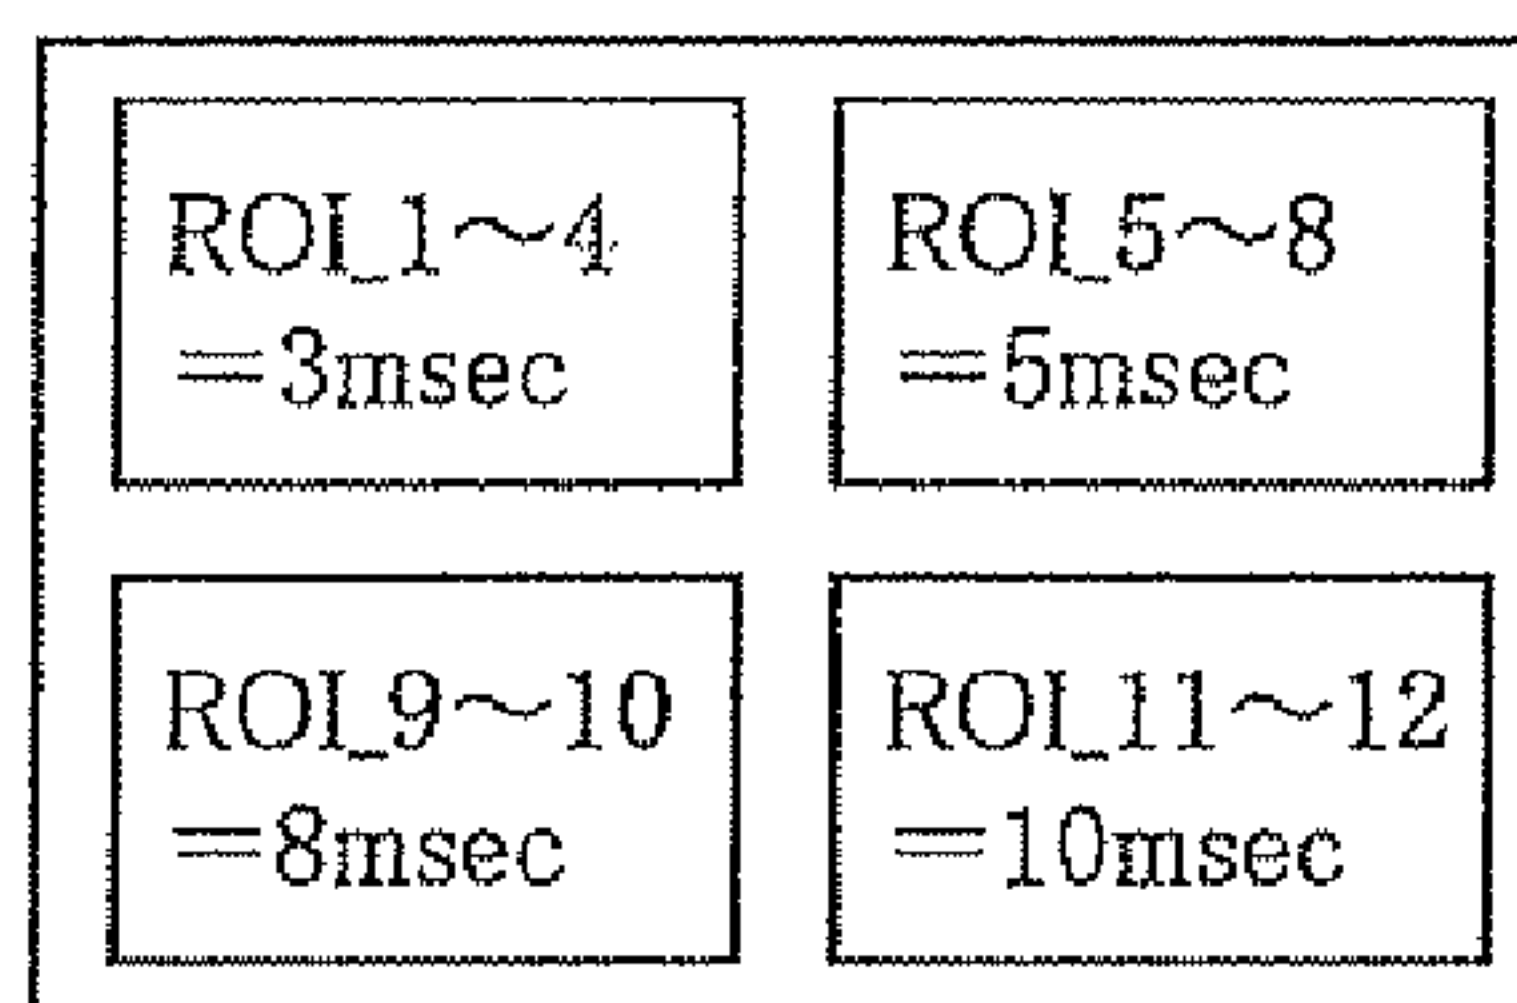 ROI_1～4
＝3msec
ROI_5～8
＝5msec
ROI_9～10
＝8msec
ROI_11～12
＝10msec